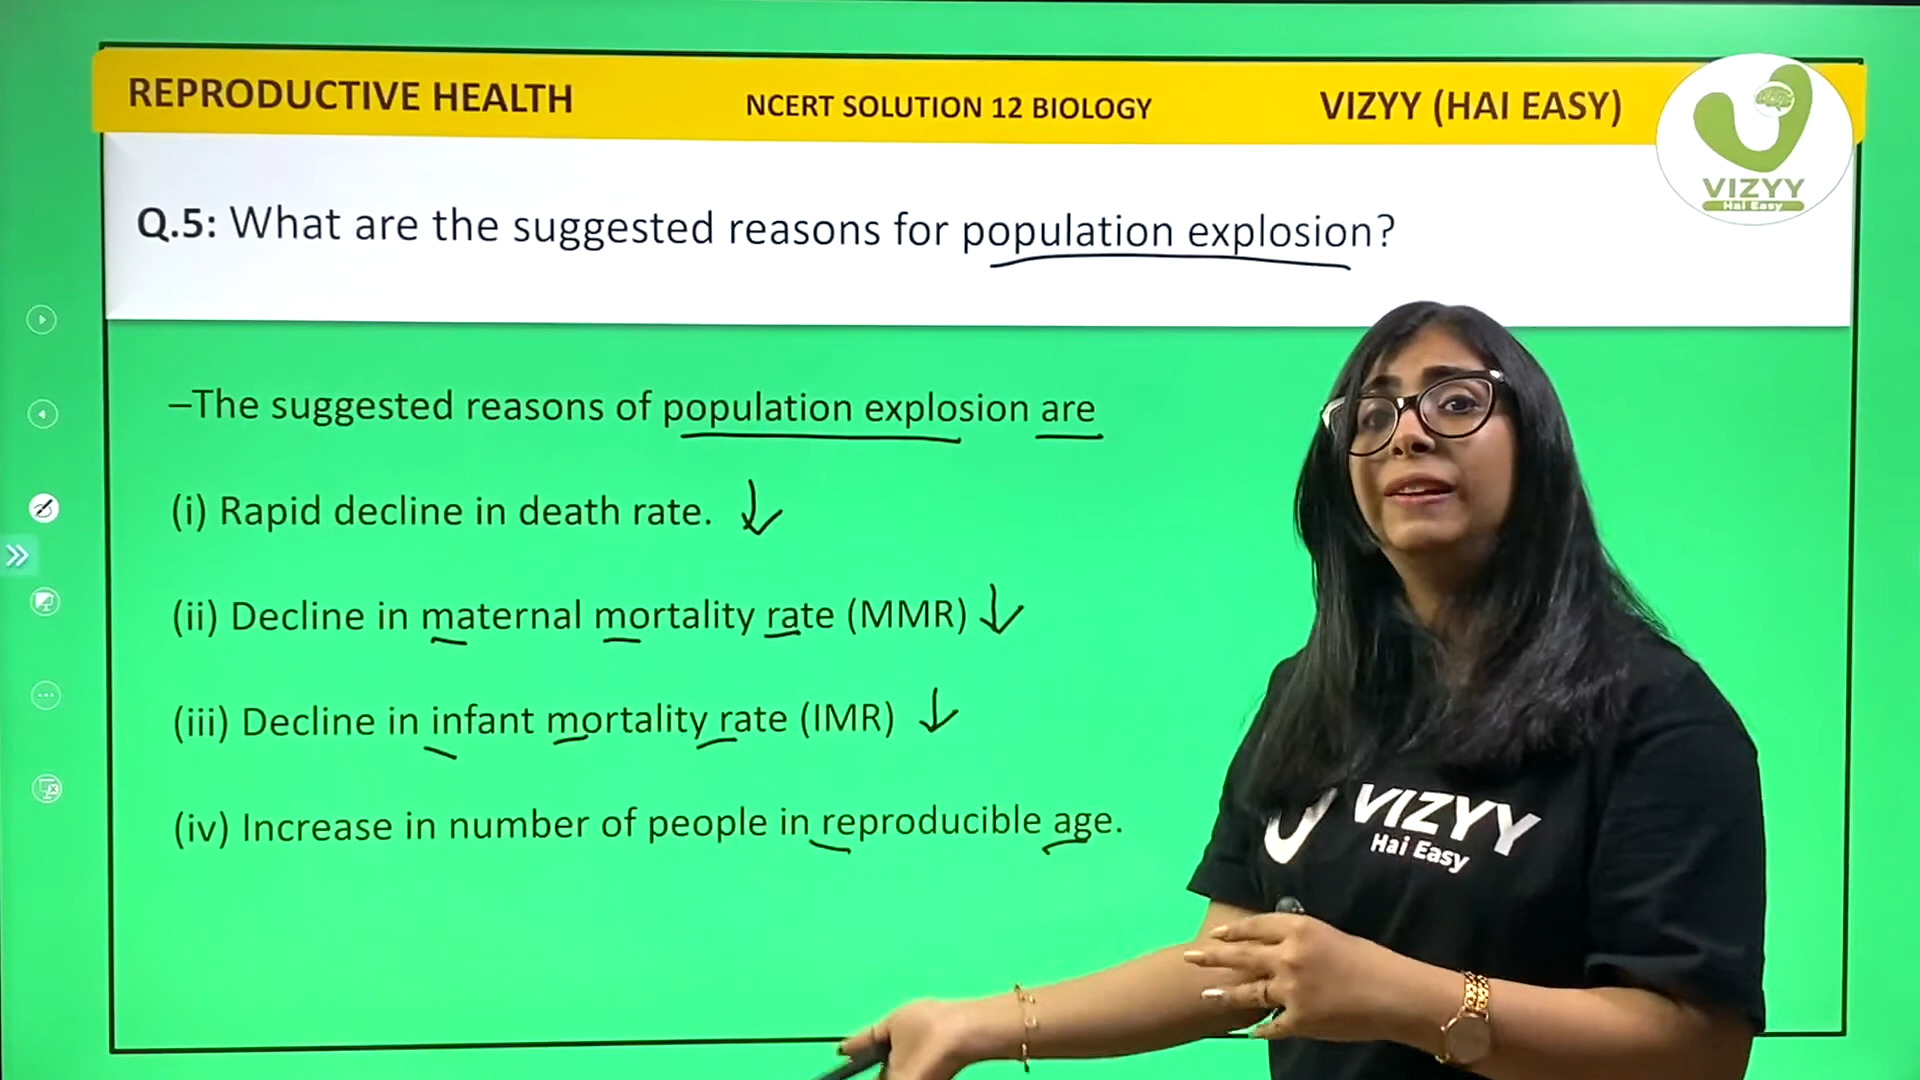 REPRODUCTIVE HEALTH
NCERT SOLUTION 12 BIOLOGY
VIZYY (HAI EASY)
VIZYY
Hai Easy
Q.5: What are the suggested reasons for population explosion?
–The suggested reasons of population explosion are
(i) Rapid decline in death rate.
(ii) Decline in maternal mortality rate (MMR)
(iii) Decline in infant mortality rate (IMR)
(iv) Increase in number of people in reproducible age.
VIZYY
Hai Easy